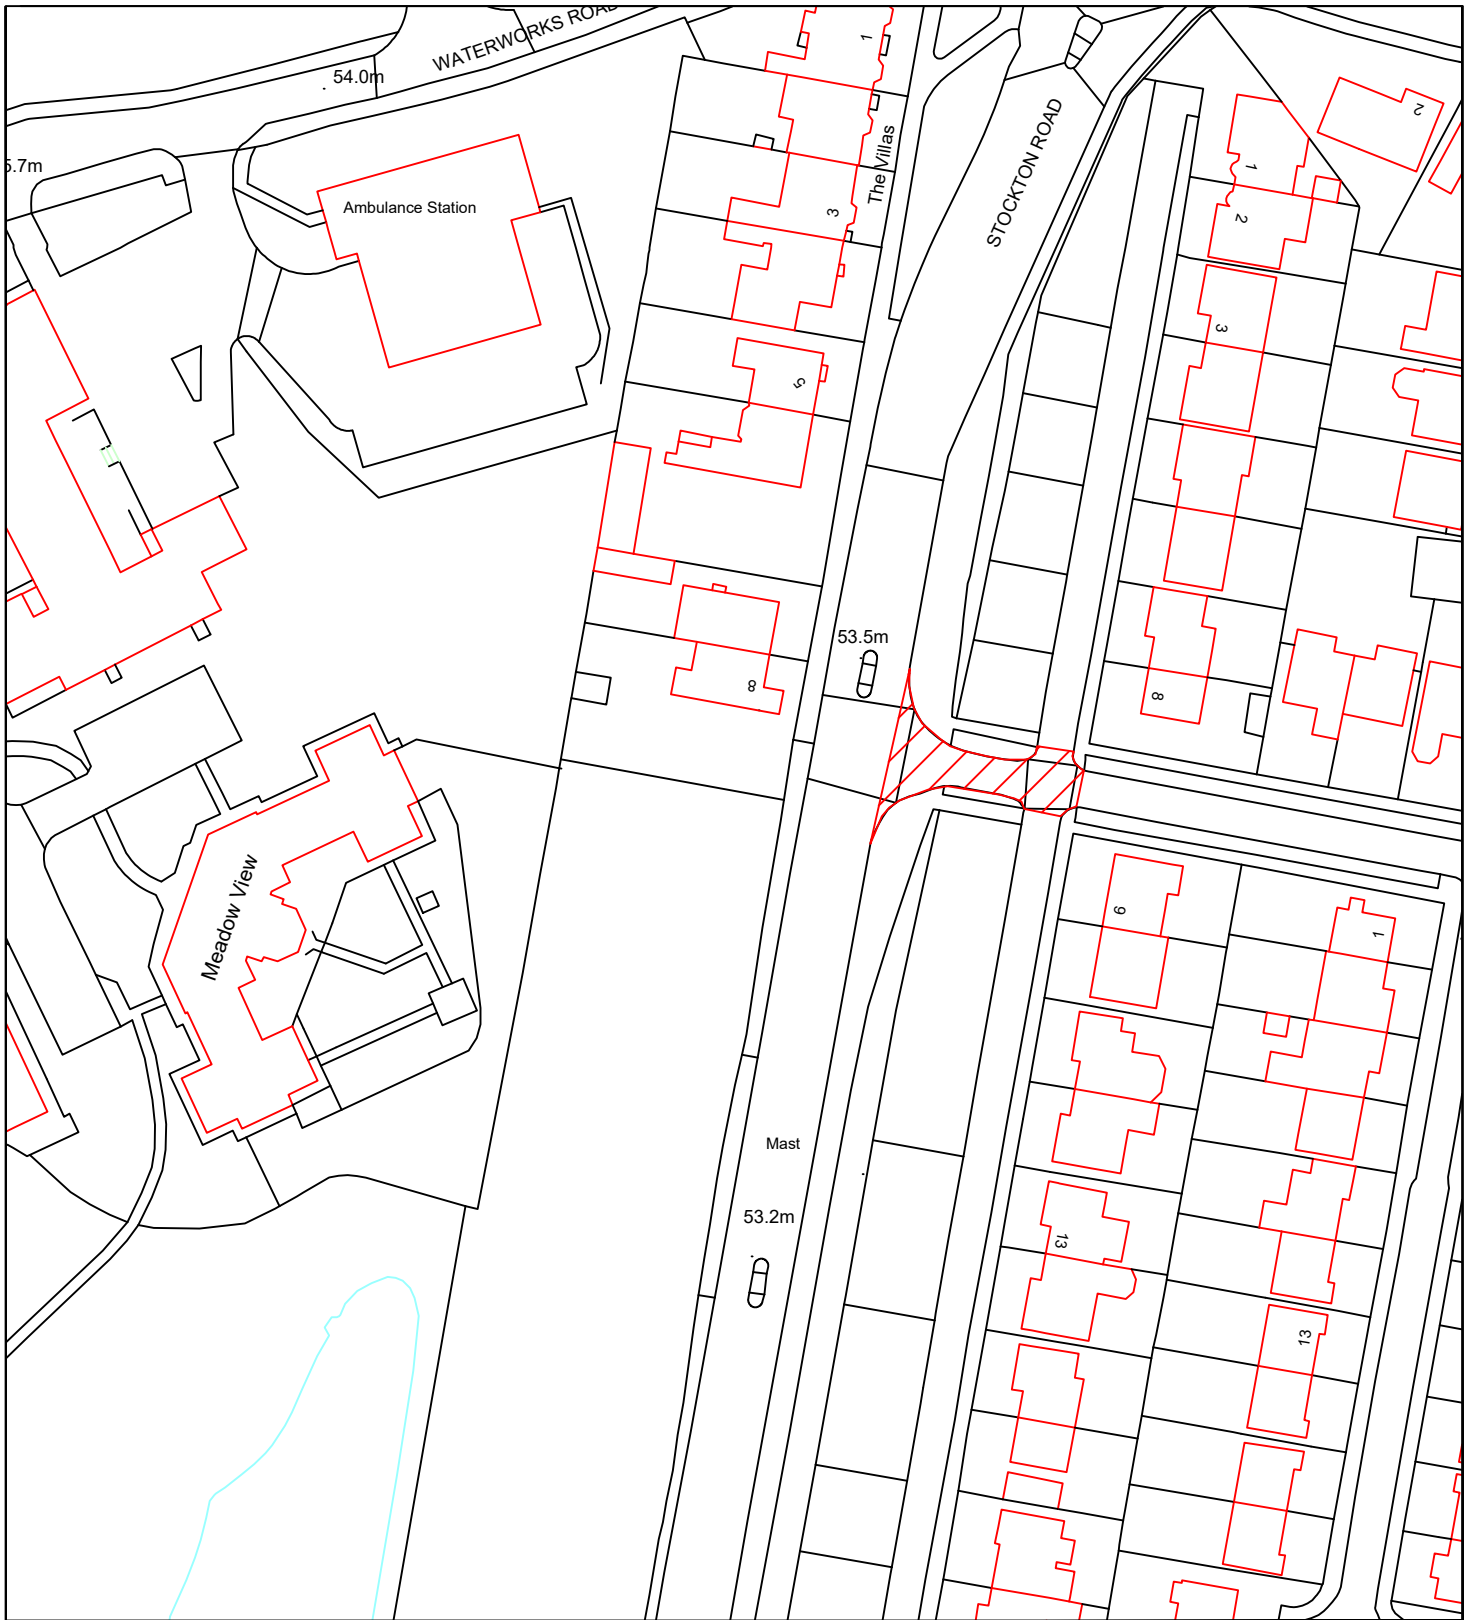 WATERWORKS ROAD
54.0m
5.7m
Ambulance Station
1
The Villas
3
STOCKTON ROAD
2
1
2
3
5
8
53.5m
8
Meadow View
9
1
Mast
53.2m
13
13